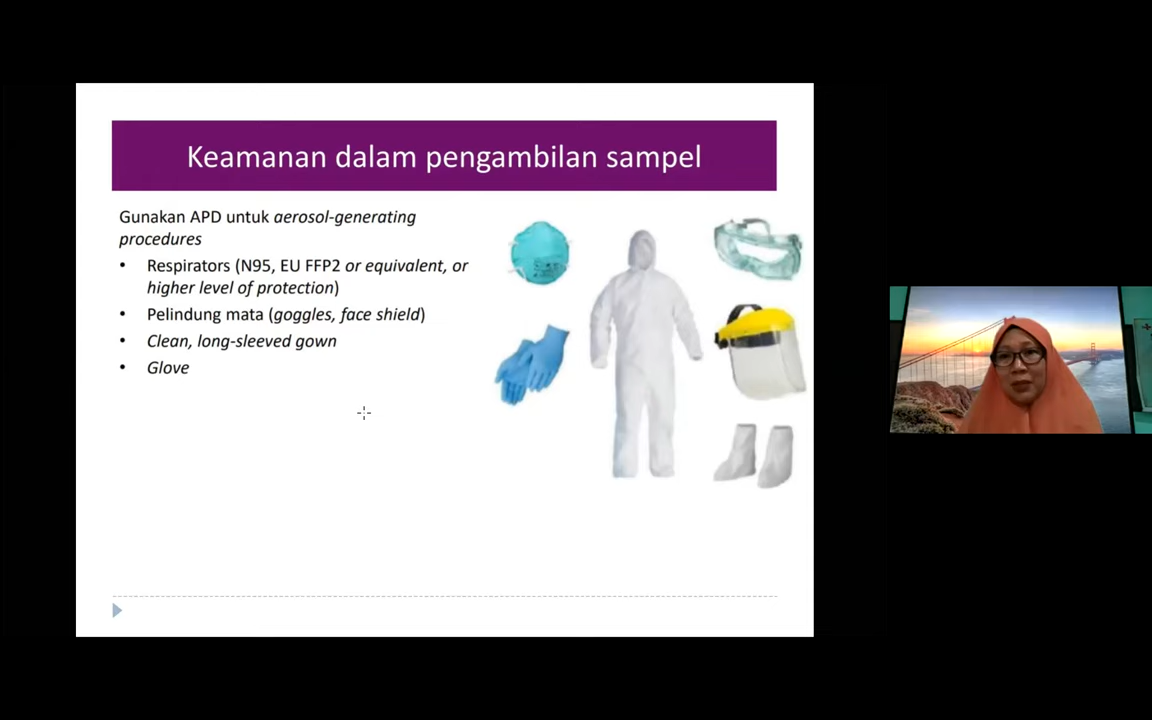 Keamanan dalam pengambilan sampel
Gunakan APD untuk aerosol-generating
procedures
• Respirators (N95, EU FFP2 or equivalent, or
higher level of protection)
• Pelindung mata (goggles, face shield)
• Clean, long-sleeved gown
• Glove